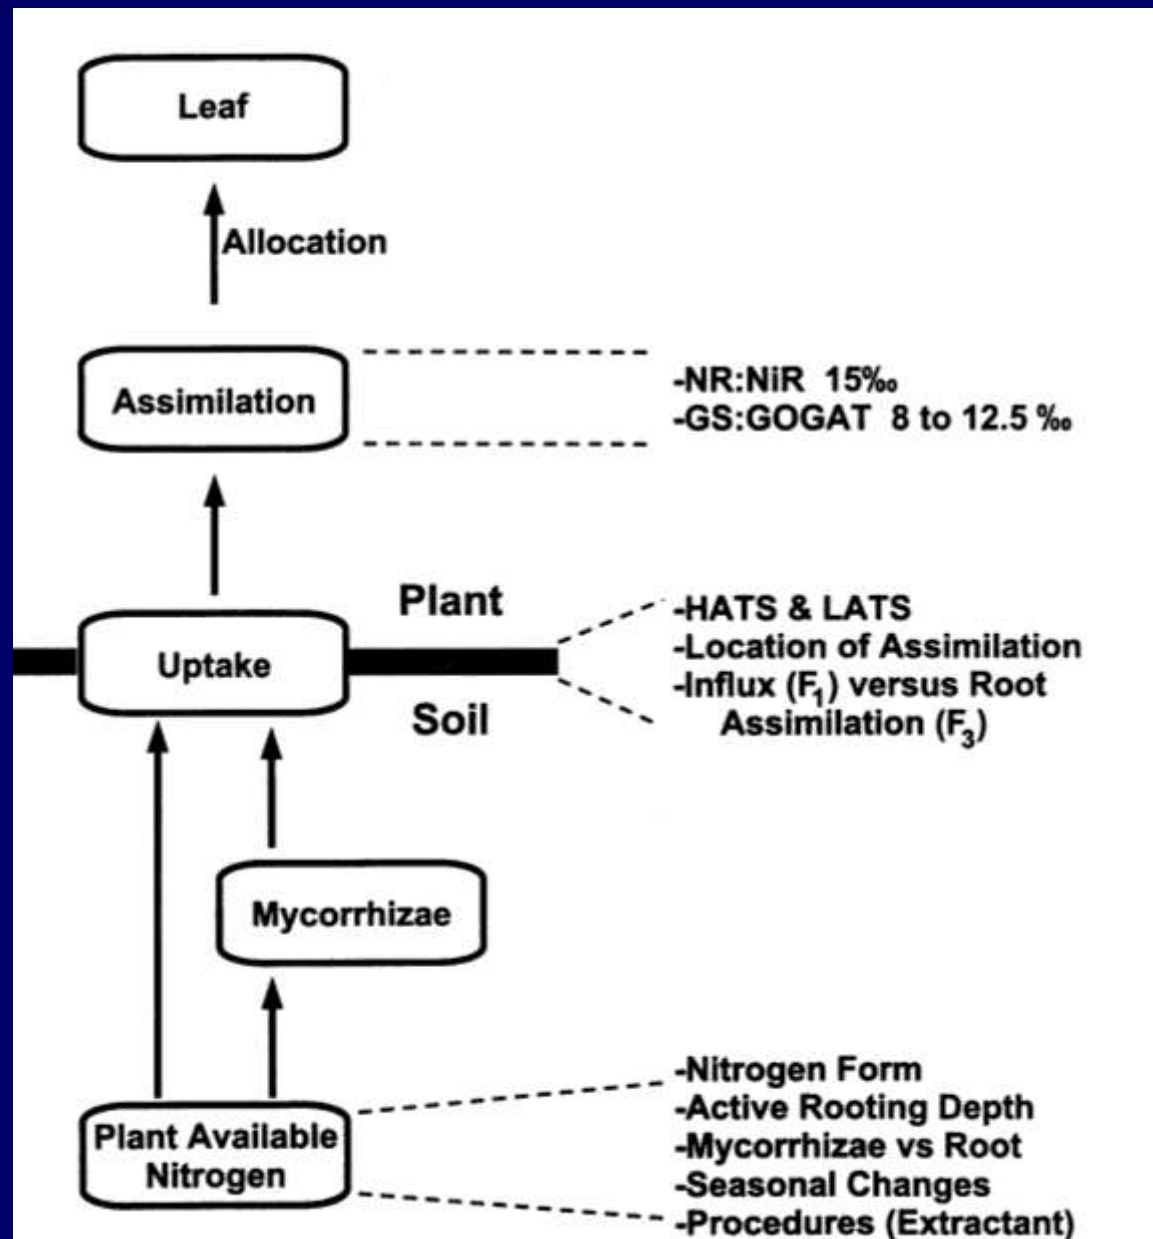 Leaf
Allocation
Assimilation
-NR:NiR 15‰
-GS:GOGAT 8 to 12.5 ‰
Plant
Uptake
Soil
-HATS & LATS
-Location of Assimilation
-Influx (F₁) versus Root
Assimilation (F₃)
Mycorrhizae
Plant Available
Nitrogen
-Nitrogen Form
-Active Rooting Depth
-Mycorrhizae vs Root
-Seasonal Changes
-Procedures (Extractant)